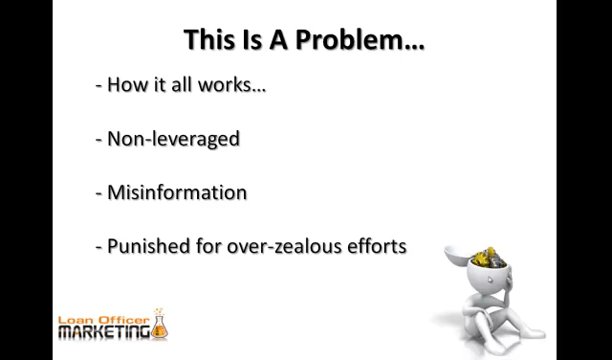 This Is A Problem…
- How it all works…
- Non-leveraged
- Misinformation
- Punished for over-zealous efforts
Loan Officer
MARKETING